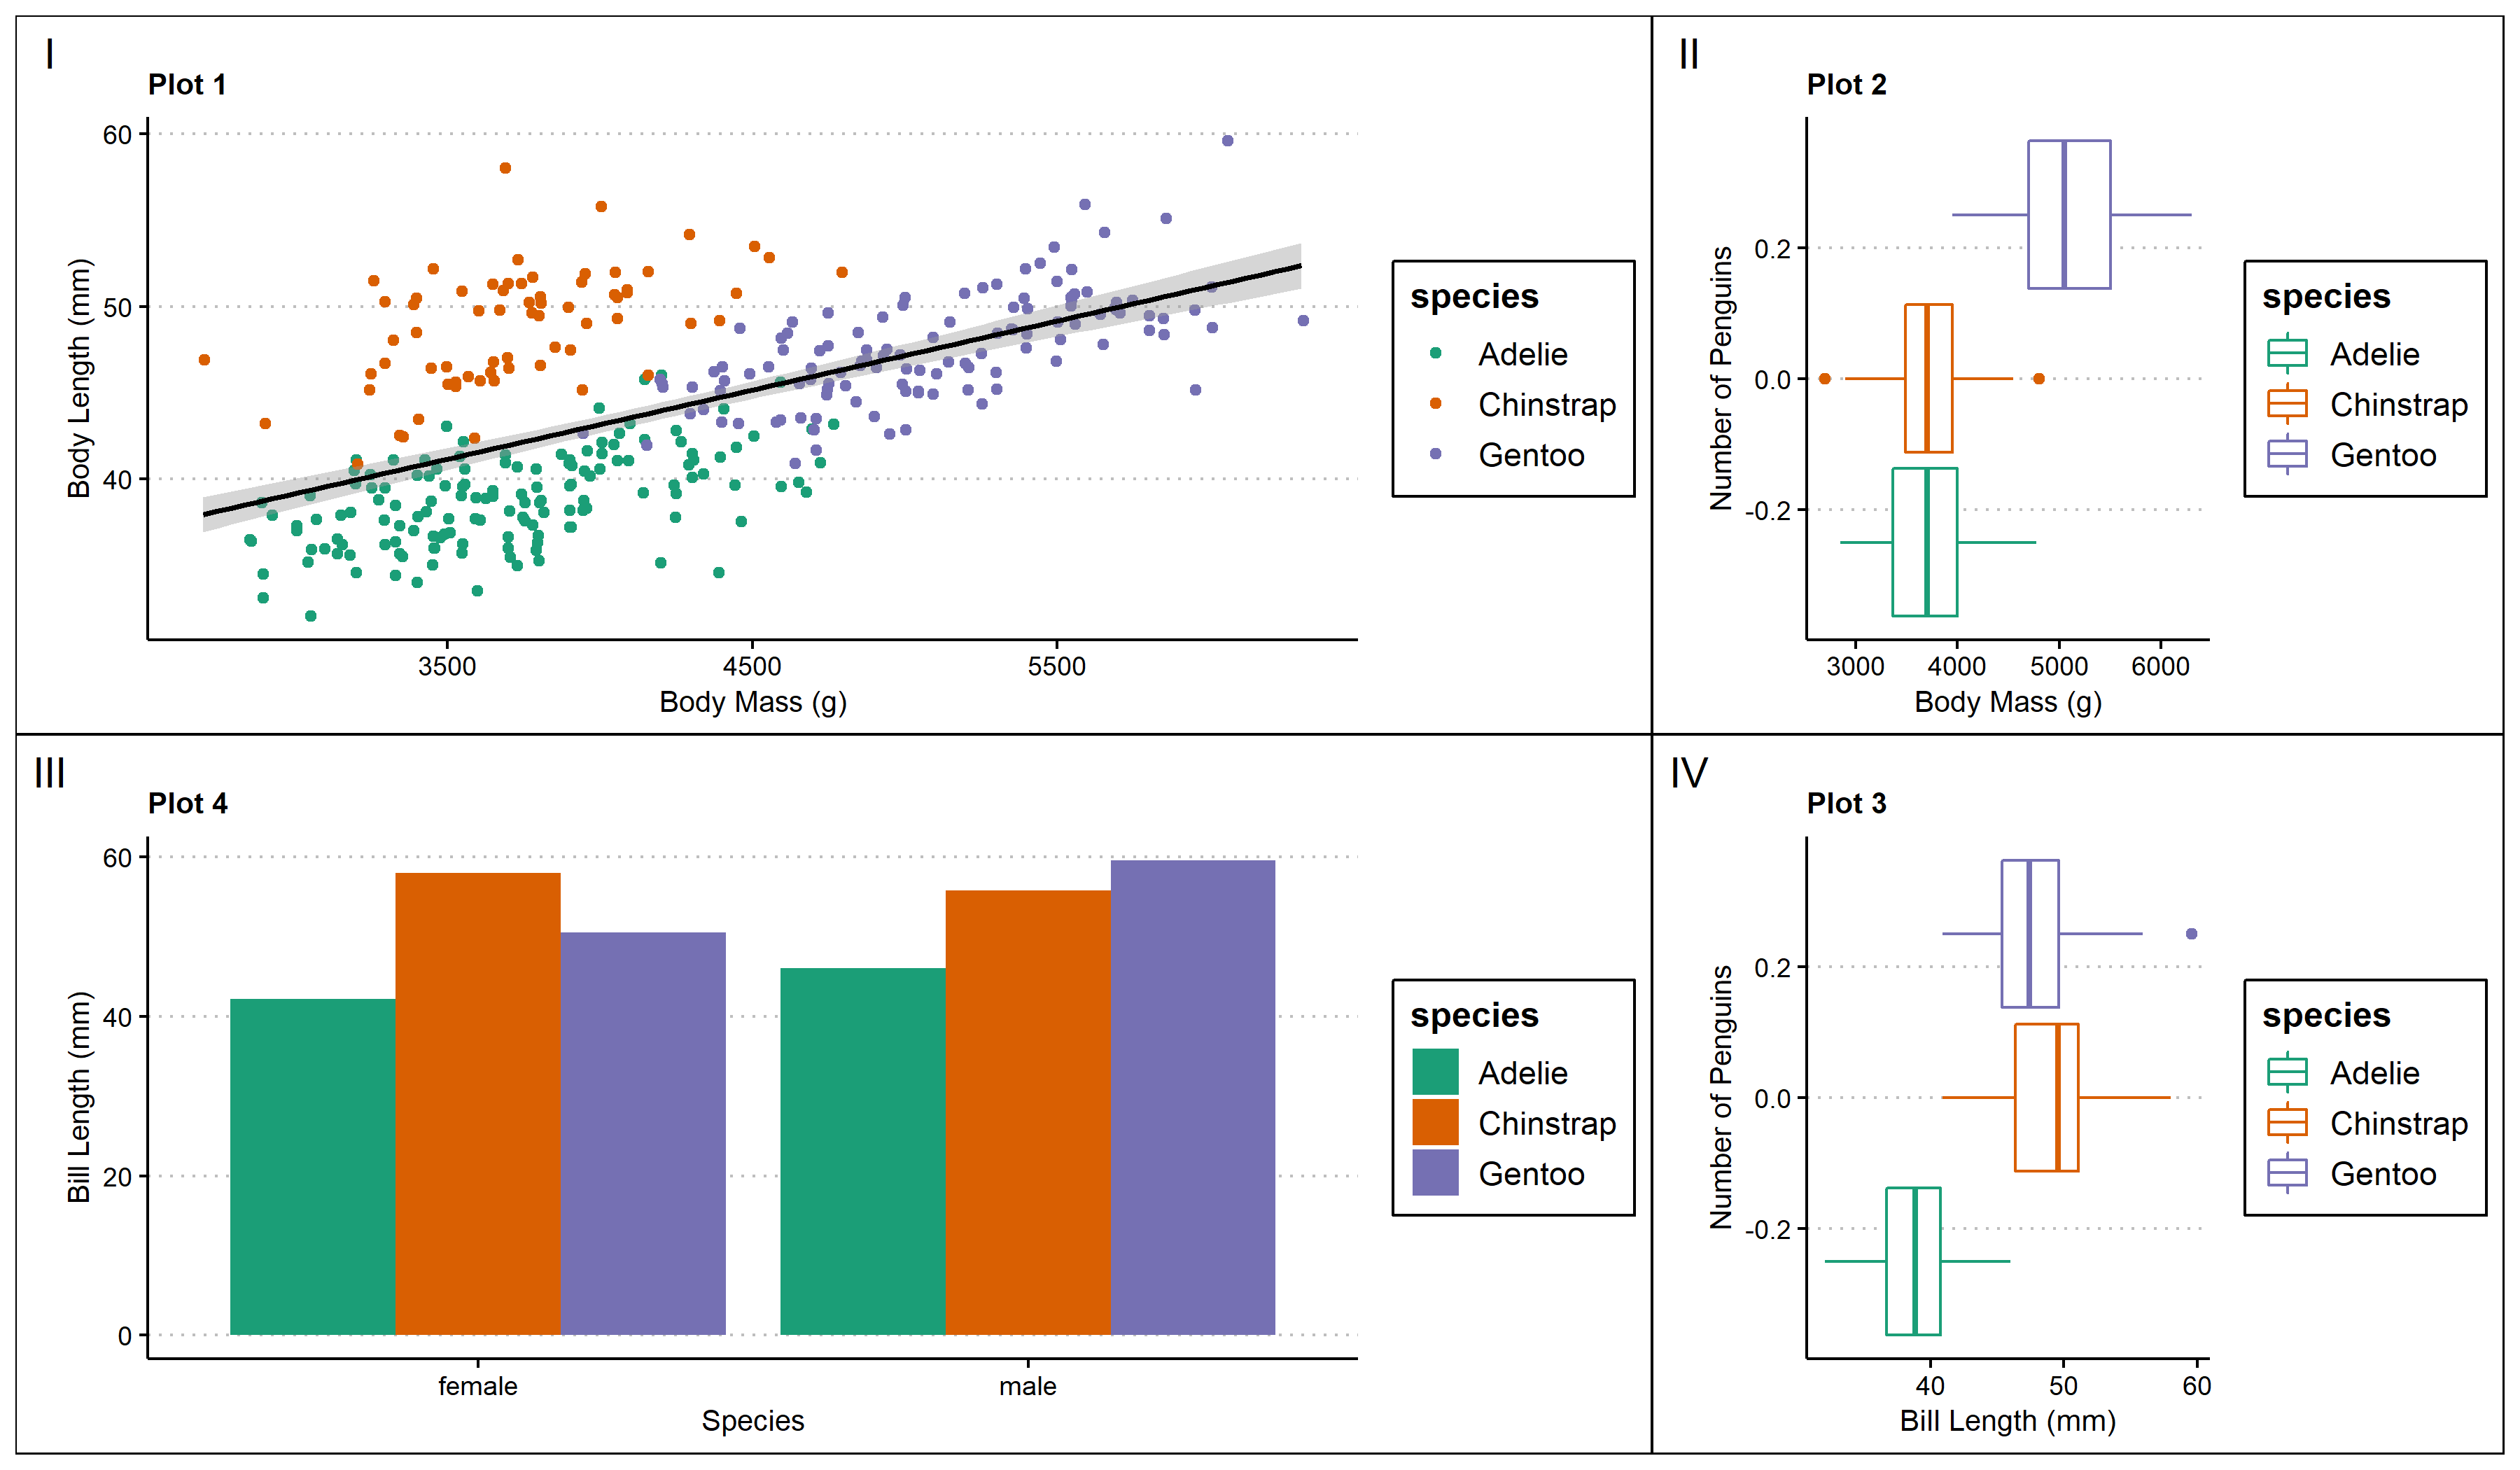 I
Plot 1
60
50
40
Body Length (mm)
3500
4500
5500
Body Mass (g)
species
Adelie
Chinstrap
Gentoo
II
Plot 2
0.2
0.0
-0.2
Number of Penguins
3000
4000
5000
6000
Body Mass (g)
species
Adelie
Chinstrap
Gentoo
III
Plot 4
60
40
20
0
Bill Length (mm)
female
male
Species
species
Adelie
Chinstrap
Gentoo
IV
Plot 3
0.2
0.0
-0.2
Number of Penguins
40
50
60
Bill Length (mm)
species
Adelie
Chinstrap
Gentoo